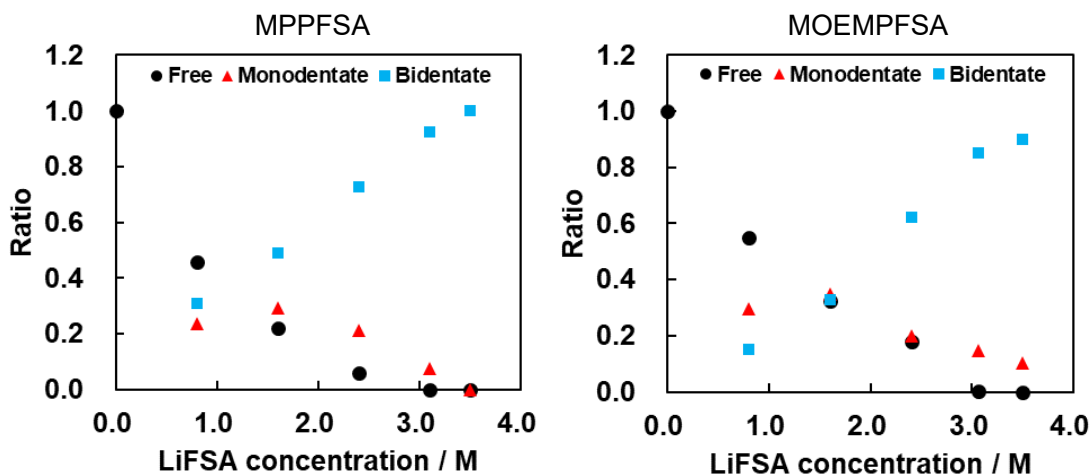 MPPFSA
1.2
Free Monodentate Bidentate
1.0
0.8
0.6
0.4
0.2
0.0
Ratio
0.0 1.0 2.0 3.0 4.0
LiFSA concentration / M
MOEMPFSA
1.2
Free Monodentate Bidentate
1.0
0.8
0.6
0.4
0.2
0.0
Ratio
0.0 1.0 2.0 3.0 4.0
LiFSA concentration / M